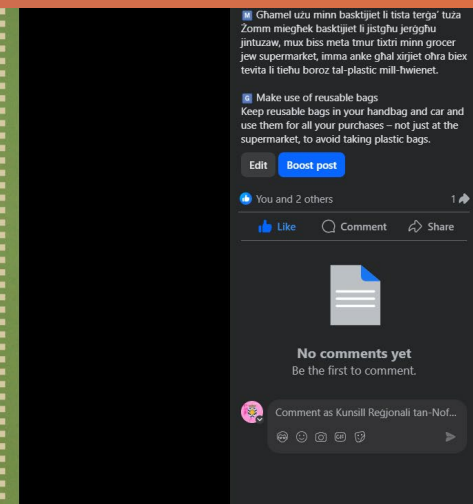 M Għamel użu minn basktijiet li tista terġa' tuża
Żomm miegħek basktijiet li jistgħu jerġgħu
jintuzaw, mux biss meta tmur tixtri minn grocer
jew supermarket, imma anke għal xirjiet oħra biex
tevita li tieħu boroz tal-plastic mill-ħwienet.
G Make use of reusable bags
Keep reusable bags in your handbag and car and
use them for all your purchases – not just at the
supermarket, to avoid taking plastic bags.
Edit Boost post
You and 2 others 1
Like Comment Share
No comments yet
Be the first to comment.
Comment as Kunsill Reġjonali tan-Nof...
GIF